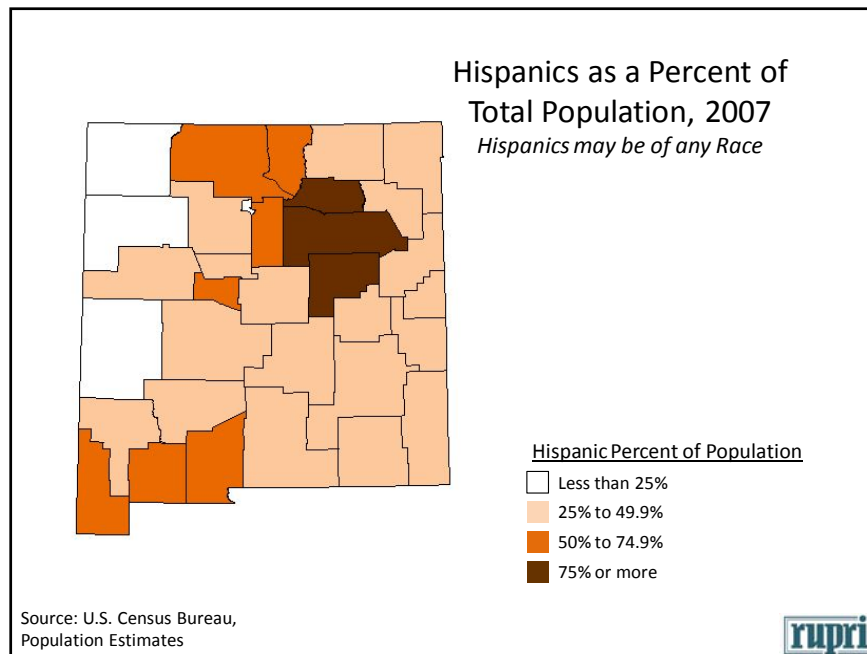 Hispanics as a Percent of
Total Population, 2007
Hispanics may be of any Race
Hispanic Percent of Population
Less than 25%
25% to 49.9%
50% to 74.9%
75% or more
Source: U.S. Census Bureau,
Population Estimates
rupri